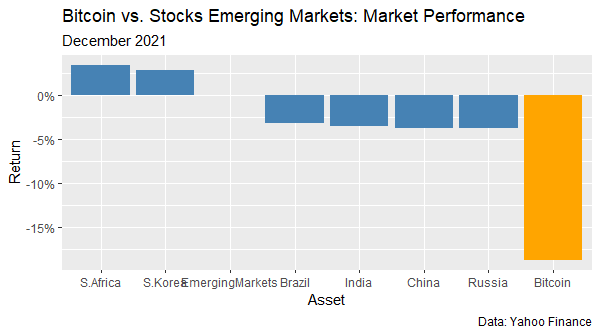 Bitcoin vs. Stocks Emerging Markets: Market Performance
December 2021
0%
-5%
-10%
-15%
Return
S.Africa S.Korea EmergingMarkets Brazil India China Russia Bitcoin
Asset
Data: Yahoo Finance